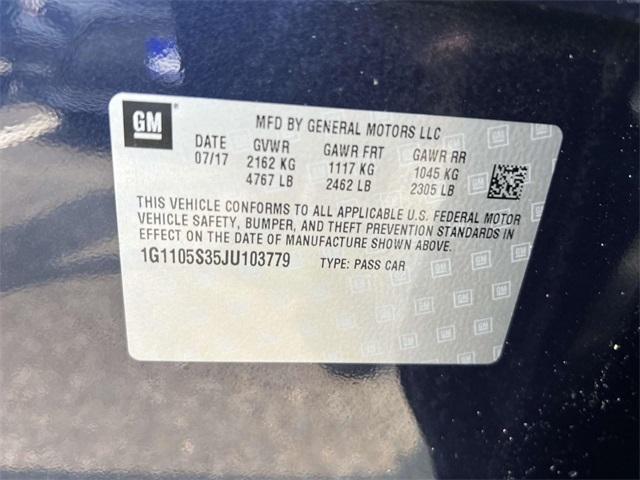 GM
MFD BY GENERAL MOTORS LLC
DATE GVWR GAWR FRT GAWR RR
07/17 2162 KG 1117 KG 1045 KG
4767 LB 2462 LB 2305 LB
THIS VEHICLE CONFORMS TO ALL APPLICABLE U.S. FEDERAL MOTOR
VEHICLE SAFETY, BUMPER, AND THEFT PREVENTION STANDARDS IN
EFFECT ON THE DATE OF MANUFACTURE SHOWN ABOVE.
1G1105S35JU103779 TYPE: PASS CAR